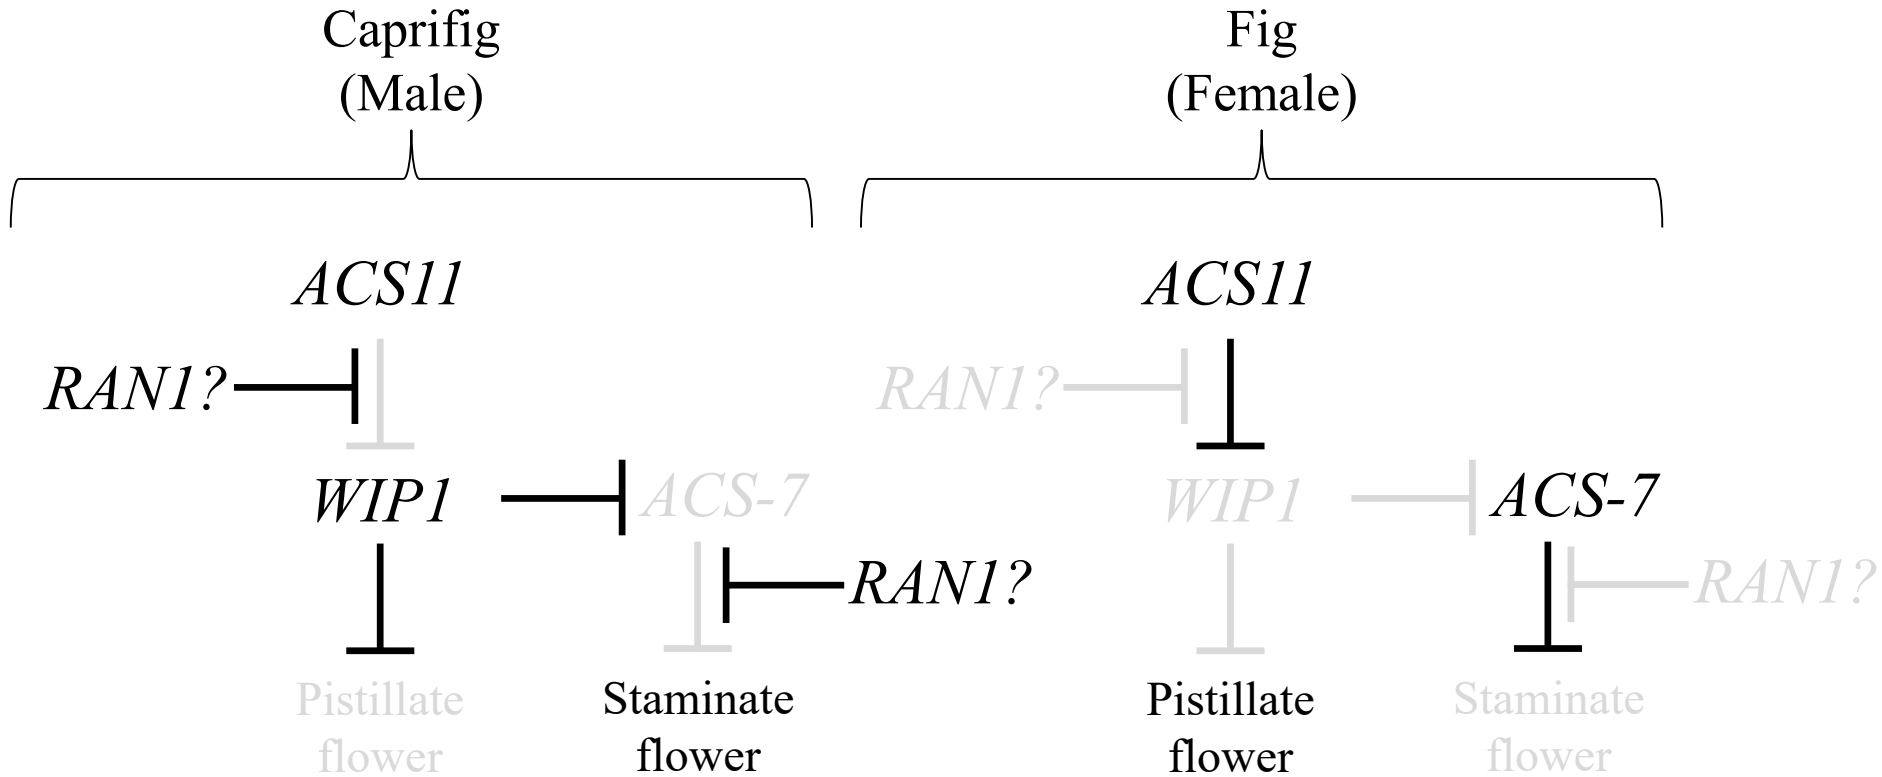 Caprifig
(Male)
Fig
(Female)
ACS11
ACS11
RAN1?
RAN1?
WIP1
ACS-7
WIP1
ACS-7
RAN1?
RAN1?
Pistillate
flower
Staminate
flower
Pistillate
flower
Staminate
flower